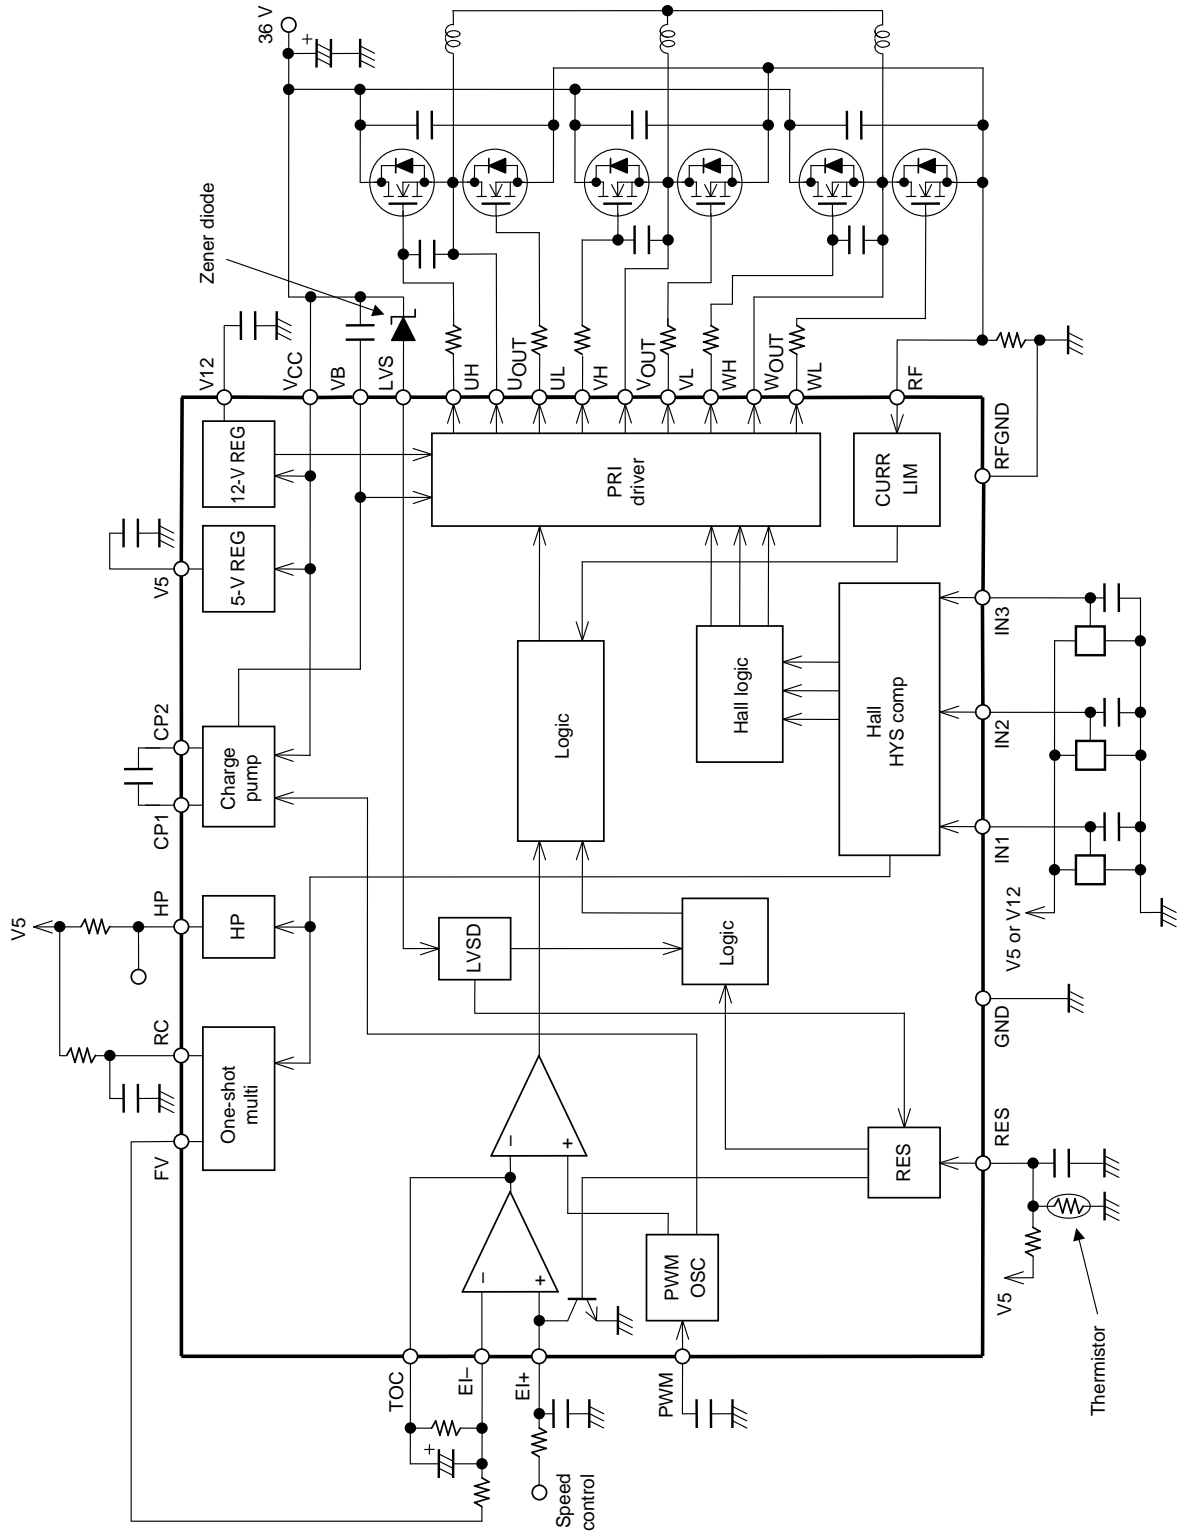 V5
FV
RC
HP
CP1
CP2
V5
V12
One-shot
multi
HP
Charge
pump
5-V REG
12-V REG
Zener diode
36 V
+
VCC
VB
LVS
TOC
+
EI–
–
+
–
+
LVSD
UH
UOUT
EI+
Speed
control
Logic
UL
VH
PRI
driver
VOUT
PWM
PWM
OSC
Logic
Hall logic
VL
WH
WOUT
WL
RES
Hall
HYS comp
CURR
LIM
RF
RES
GND
IN1
IN2
IN3
RFGND
V5
V5 or V12
Thermistor